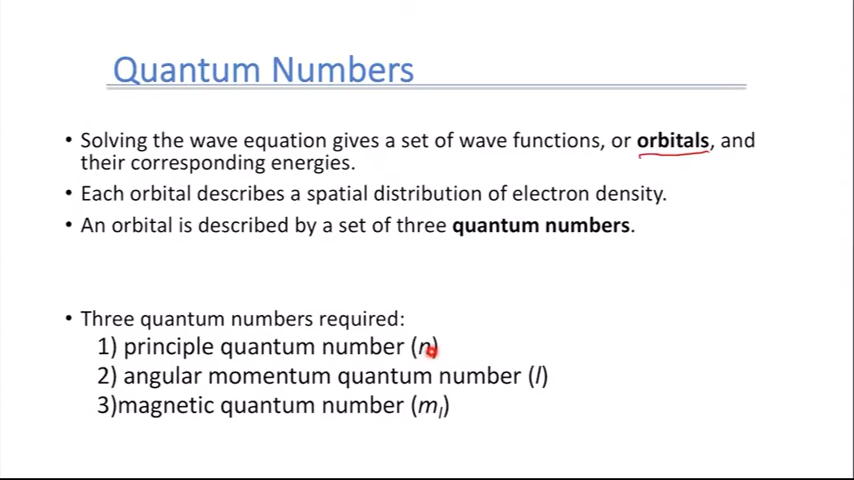 Quantum Numbers
• Solving the wave equation gives a set of wave functions, or orbitals, and
their corresponding energies.
• Each orbital describes a spatial distribution of electron density.
• An orbital is described by a set of three quantum numbers.
• Three quantum numbers required:
1) principle quantum number (n)
2) angular momentum quantum number (l)
3)magnetic quantum number (ml)